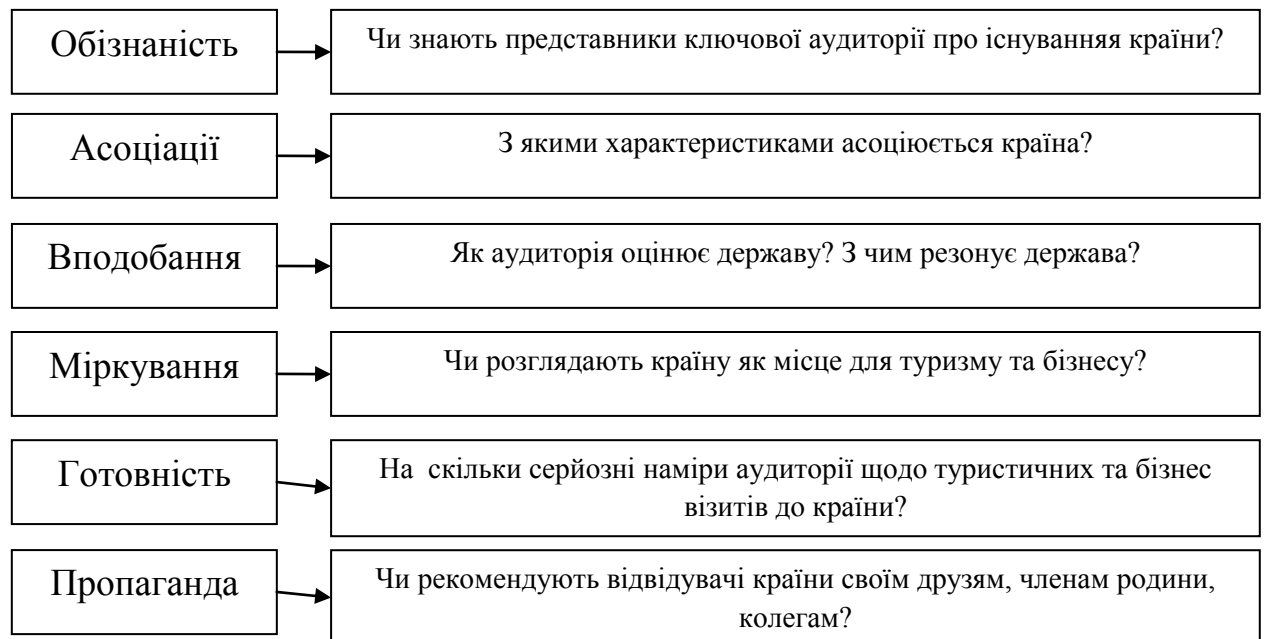 Обізнаність
Чи знають представники ключової аудиторії про існуванняя країни?
Асоціації
З якими характеристиками асоціюється країна?
Вподобання
Як аудиторія оцінює державу? З чим резонує держава?
Міркування
Чи розглядають країну як місце для туризму та бізнесу?
Готовність
На скільки серйозні наміри аудиторії щодо туристичних та бізнес
візитів до країни?
Пропаганда
Чи рекомендують відвідувачі країни своїм друзям, членам родини,
колегам?